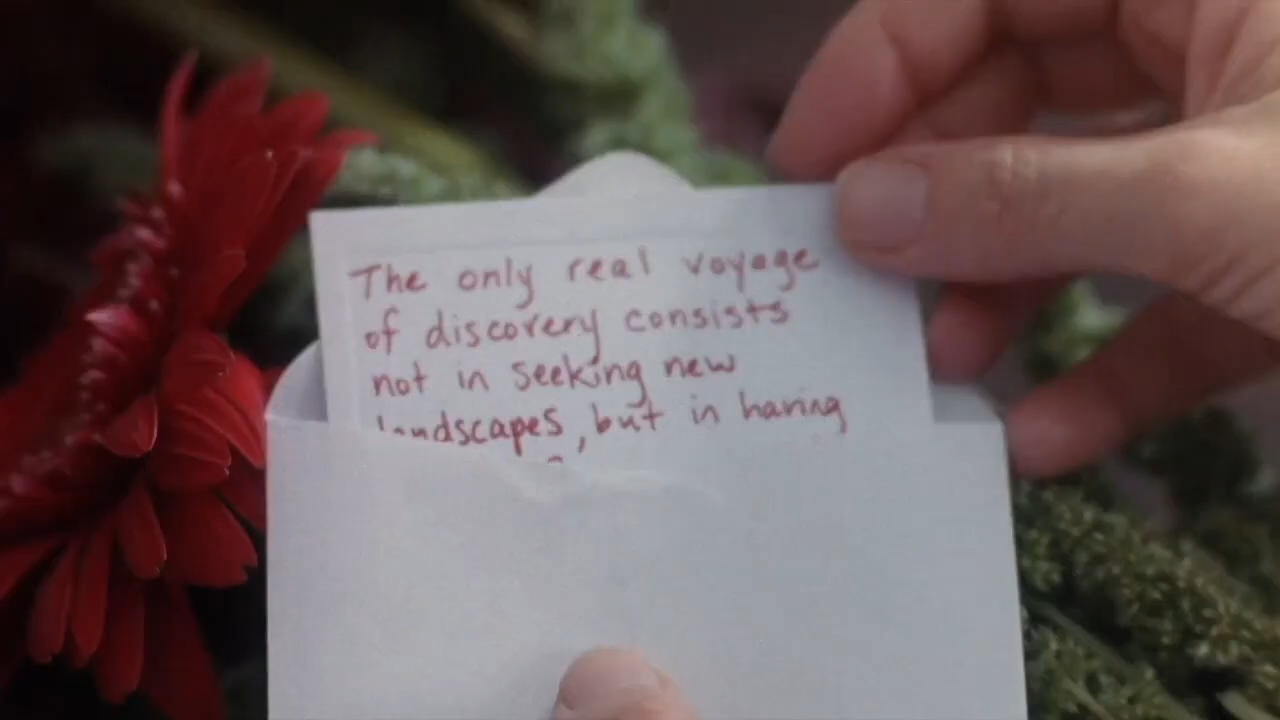 The only real voyage
of discovery consists
not in seeking new
landscapes, but in having